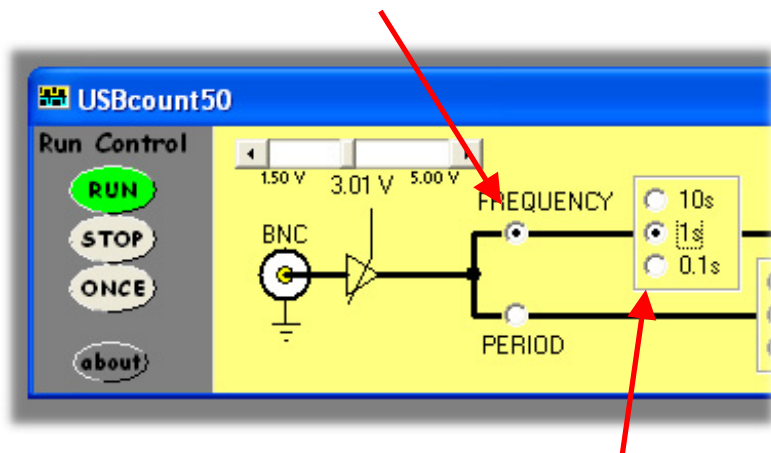 USBcount50
Run Control
RUN
STOP
ONCE
about
1.50 V
3.01 V
5.00 V
BNC
FREQUENCY
10s
1s
0.1s
PERIOD